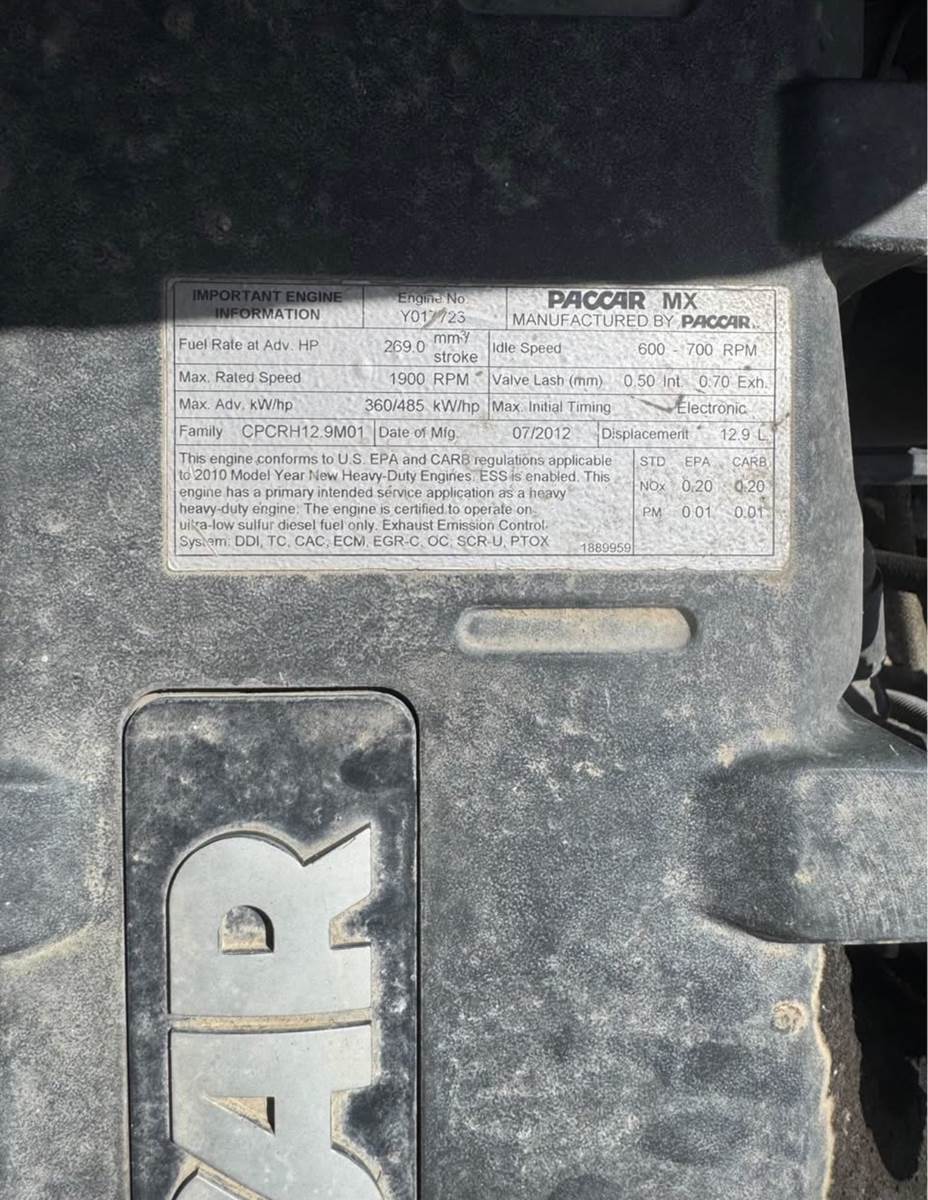 IMPORTANT ENGINE INFORMATION
Engine No.
PACCAR MX
MANUFACTURED BY PACCAR
Fuel Rate at Adv. HP 269.0 mm³/stroke
Idle Speed 600 - 700 RPM
Max. Rated Speed 1900 RPM
Valve Lash (mm) 0.50 Int. 0.70 Exh.
Max. Adv. kW/hp 360/485 kW/hp
Max. Initial Timing Electronic
Family CPCRH12.9M01
Date of Mfg. 07/2012
Displacement 12.9 L
This engine conforms to U.S. EPA and CARB regulations applicable
to 2010 Model Year New Heavy-Duty Engines. ESS is enabled. This
engine has a primary intended service application as a heavy
heavy-duty engine. The engine is certified to operate on
ultra-low sulfur diesel fuel only. Exhaust Emission Control
System: DDI, TC, CAC, ECM, EGR-C, OC, SCR-U, PTOX
1889959
STD EPA CARB
NOx 0.20 0.20
PM 0.01 0.01
AR